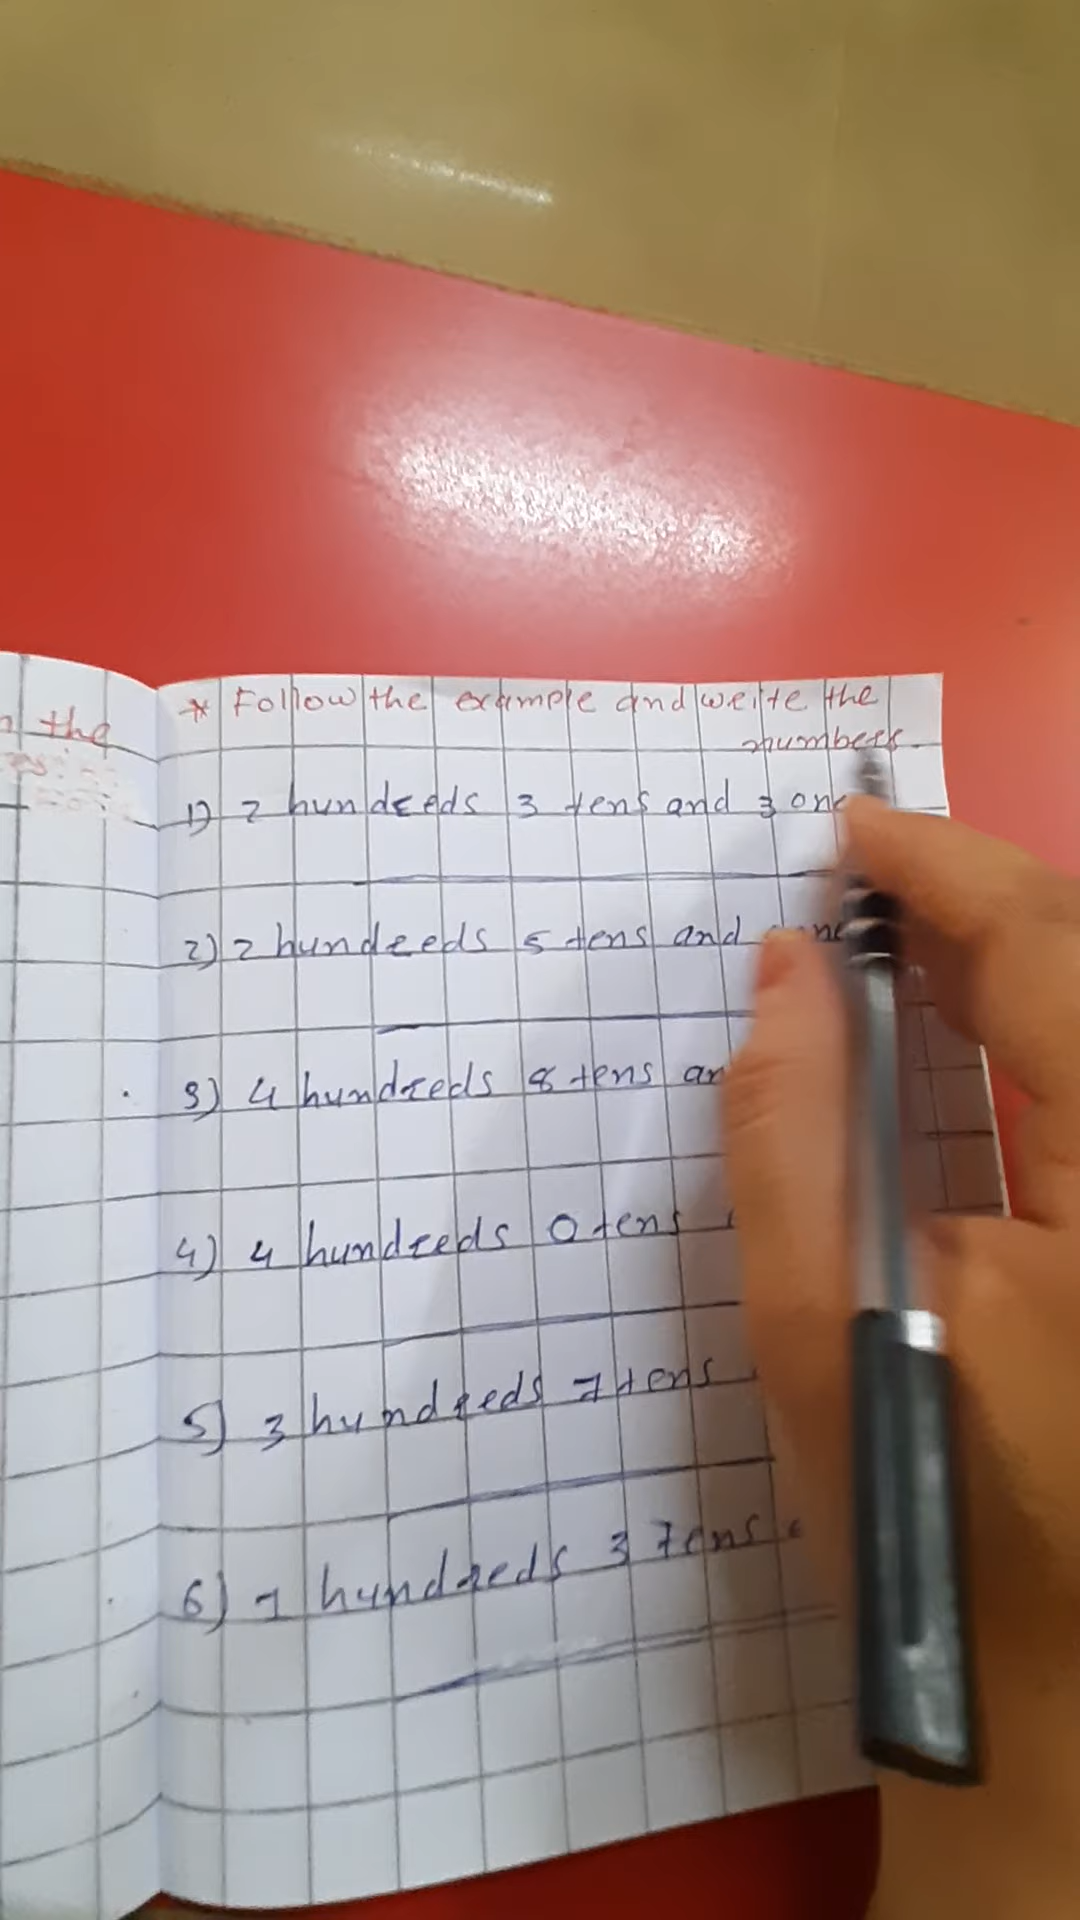 the
* Follow the example and write the
numbers.
1) 2 hundreds 3 tens and 3 one
2) 2 hundreds 5 tens and
3) 4 hundreds 8 tens
4) 4 hundreds 0 tens
5) 3 hundreds 7 tens
6) 1 hundreds 3 tens